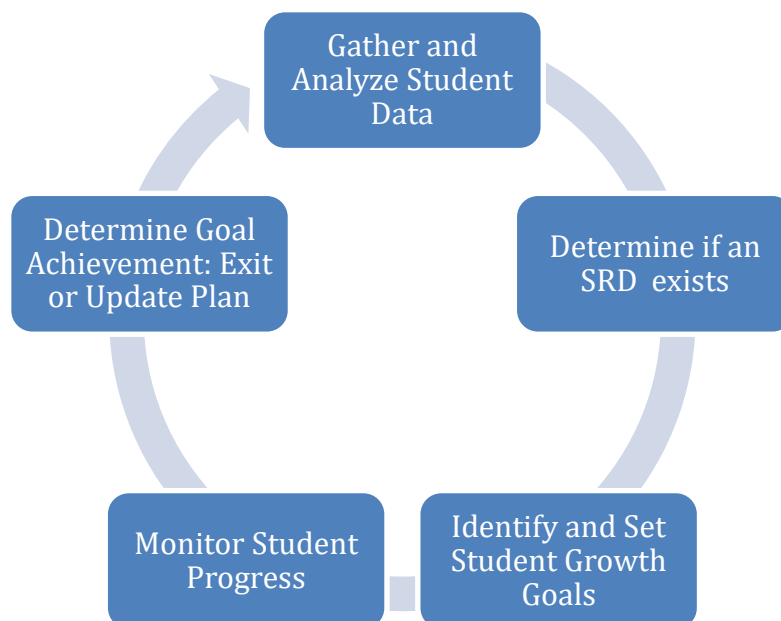 Gather and
Analyze Student
Data
Determine if an
SRD exists
Identify and Set
Student Growth
Goals
Monitor Student
Progress
Determine Goal
Achievement: Exit
or Update Plan